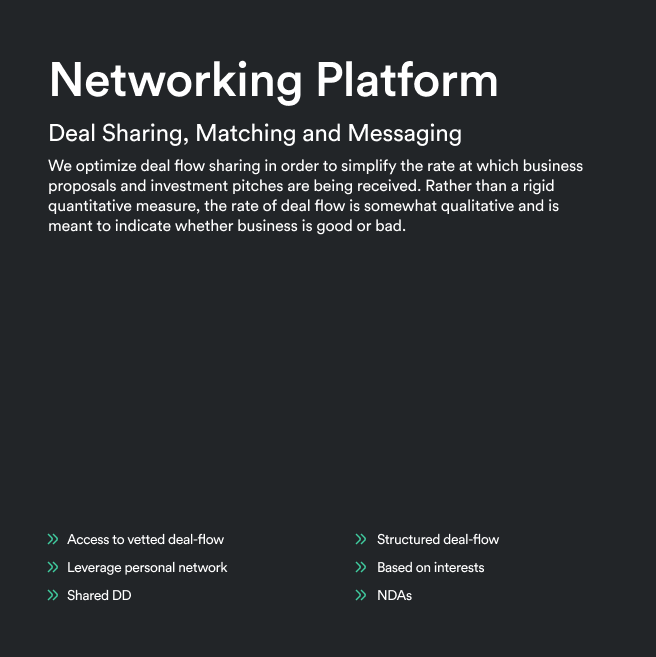 Networking Platform
Deal Sharing, Matching and Messaging
We optimize deal flow sharing in order to simplify the rate at which business
proposals and investment pitches are being received. Rather than a rigid
quantitative measure, the rate of deal flow is somewhat qualitative and is
meant to indicate whether business is good or bad.
Access to vetted deal-flow
Leverage personal network
Shared DD
Structured deal-flow
Based on interests
NDAs